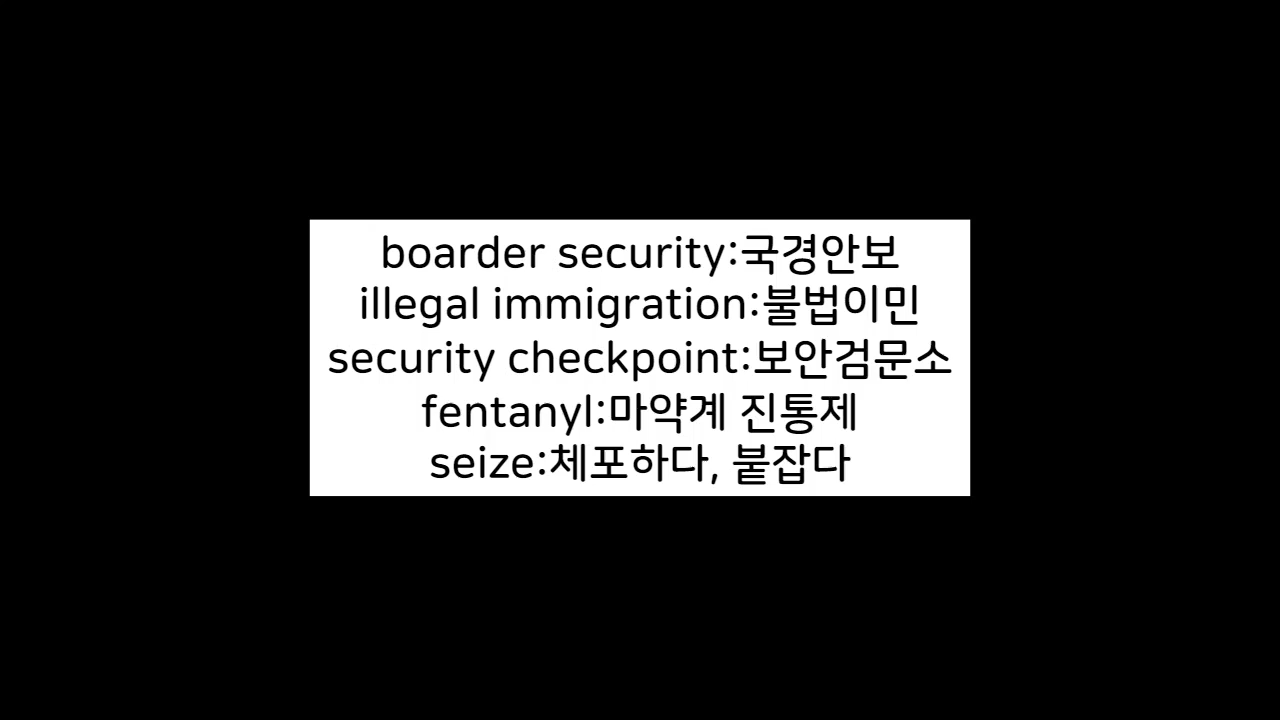 boarder security:국경안보
illegal immigration:불법이민
security checkpoint:보안검문소
fentanyl:마약계 진통제
seize:체포하다, 붙잡다